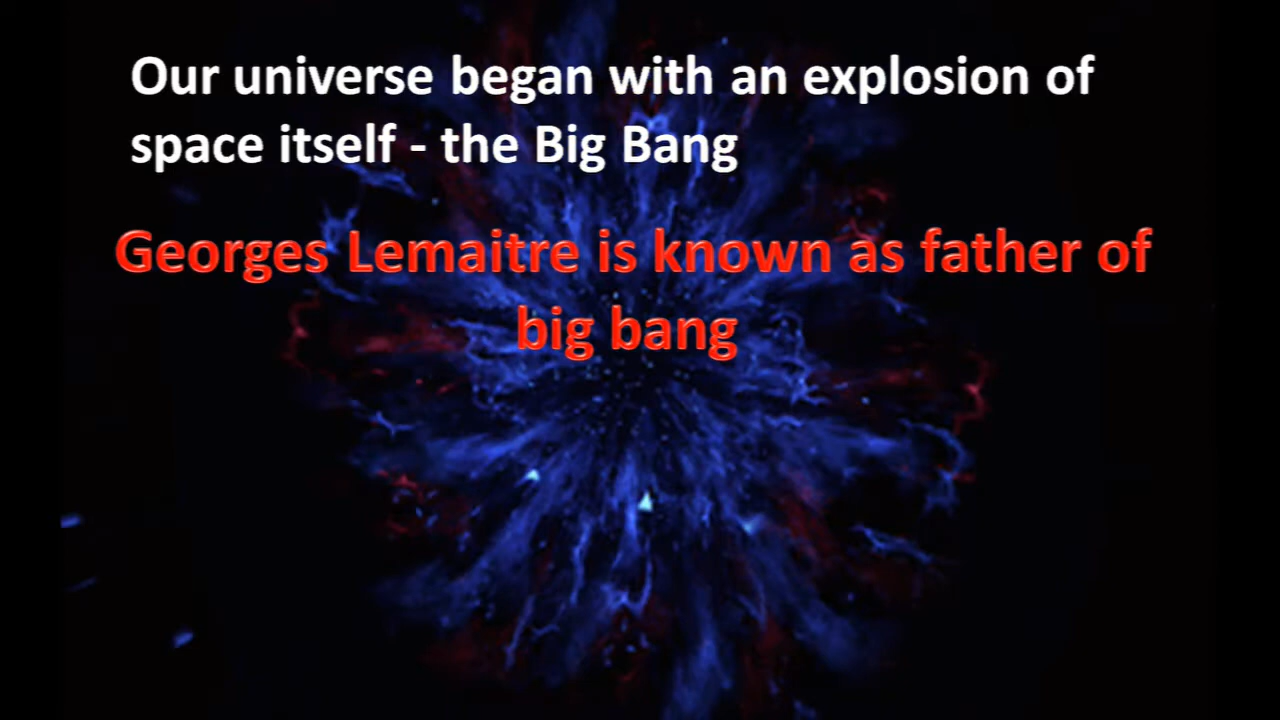 Our universe began with an explosion of
space itself - the Big Bang
Georges Lemaitre is known as father of
big bang